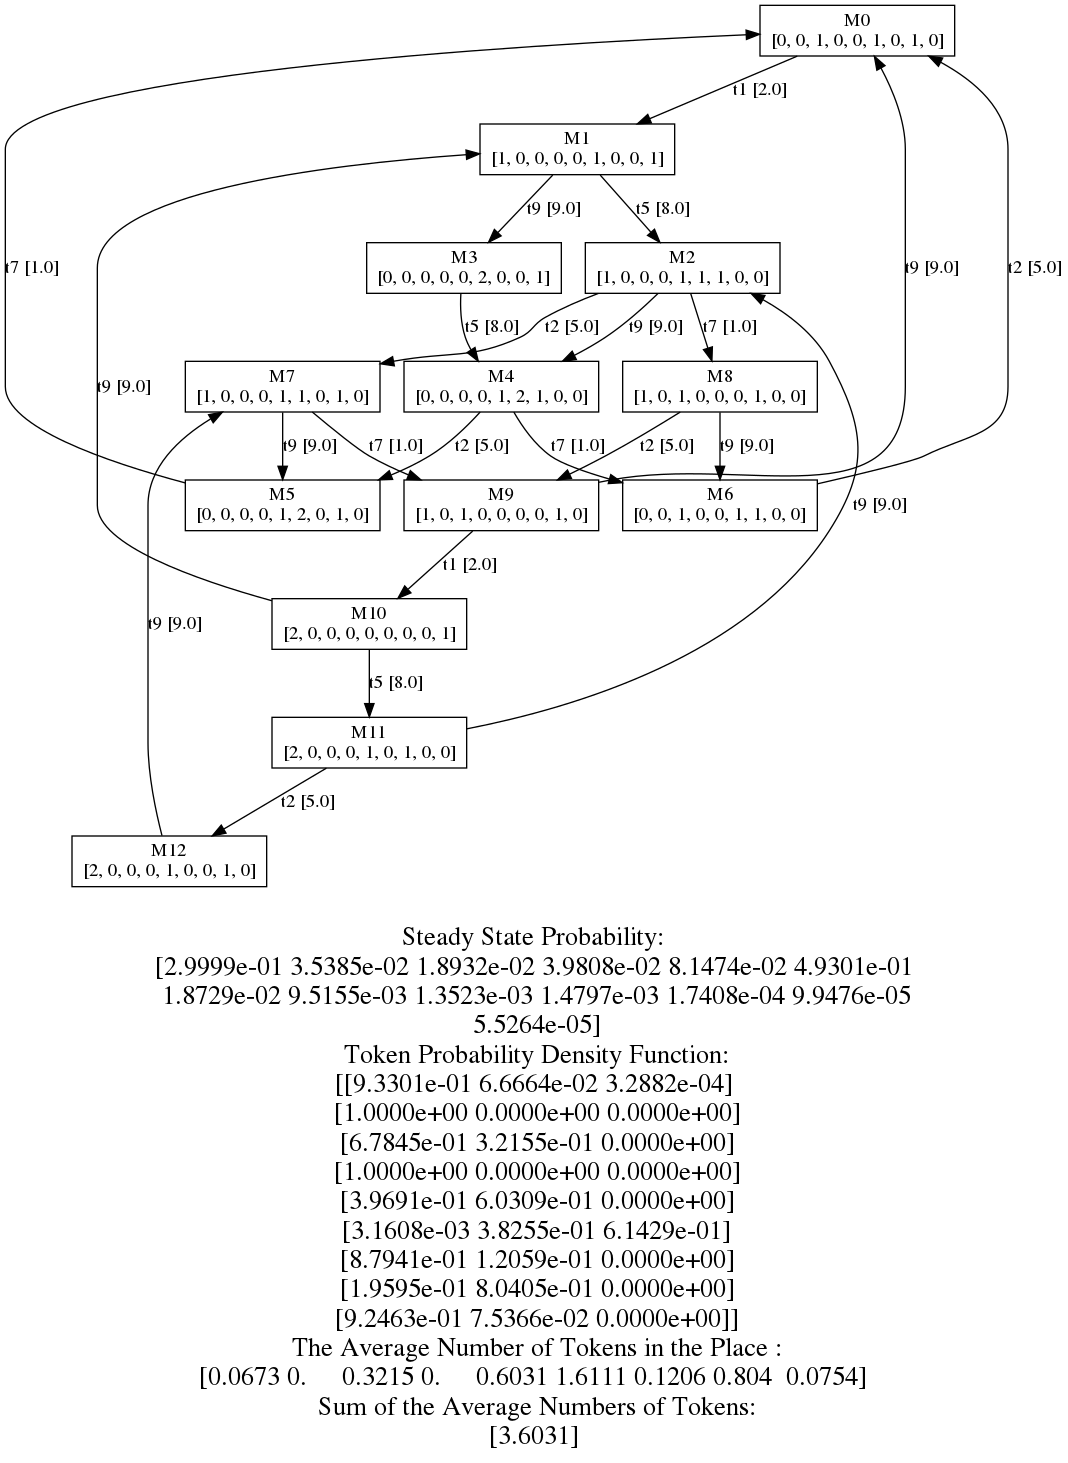 M0
[0, 0, 1, 0, 0, 1, 0, 1, 0]
t1 [2.0]
M1
[1, 0, 0, 0, 0, 1, 0, 0, 1]
t9 [9.0]
t5 [8.0]
M3
[0, 0, 0, 0, 0, 2, 0, 0, 1]
M2
[1, 0, 0, 0, 1, 1, 1, 0, 0]
t7 [1.0]
t9 [9.0]
t2 [5.0]
t5 [8.0]
t2 [5.0]
t9 [9.0]
t7 [1.0]
M7
[1, 0, 0, 0, 1, 1, 0, 1, 0]
M4
[0, 0, 0, 0, 1, 2, 1, 0, 0]
M8
[1, 0, 1, 0, 0, 0, 1, 0, 0]
t9 [9.0]
t9 [9.0]
t7 [1.0]
t2 [5.0]
t7 [1.0]
t2 [5.0]
t9 [9.0]
M5
[0, 0, 0, 0, 1, 2, 0, 1, 0]
M9
[1, 0, 1, 0, 0, 0, 0, 1, 0]
M6
[0, 0, 1, 0, 0, 1, 1, 0, 0]
t9 [9.0]
t1 [2.0]
M10
[2, 0, 0, 0, 0, 0, 0, 0, 1]
t9 [9.0]
t5 [8.0]
M11
[2, 0, 0, 0, 1, 0, 1, 0, 0]
t2 [5.0]
M12
[2, 0, 0, 0, 1, 0, 0, 1, 0]
Steady State Probability:
[2.9999e-01 3.5385e-02 1.8932e-02 3.9808e-02 8.1474e-02 4.9301e-01
1.8729e-02 9.5155e-03 1.3523e-03 1.4797e-03 1.7408e-04 9.9476e-05
5.5264e-05]
Token Probability Density Function:
[[9.3301e-01 6.6664e-02 3.2882e-04]
[1.0000e+00 0.0000e+00 0.0000e+00]
[6.7845e-01 3.2155e-01 0.0000e+00]
[1.0000e+00 0.0000e+00 0.0000e+00]
[3.9691e-01 6.0309e-01 0.0000e+00]
[3.1608e-03 3.8255e-01 6.1429e-01]
[8.7941e-01 1.2059e-01 0.0000e+00]
[1.9595e-01 8.0405e-01 0.0000e+00]
[9.2463e-01 7.5366e-02 0.0000e+00]]
The Average Number of Tokens in the Place :
[0.0673 0. 0.3215 0. 0.6031 1.6111 0.1206 0.804 0.0754]
Sum of the Average Numbers of Tokens:
[3.6031]